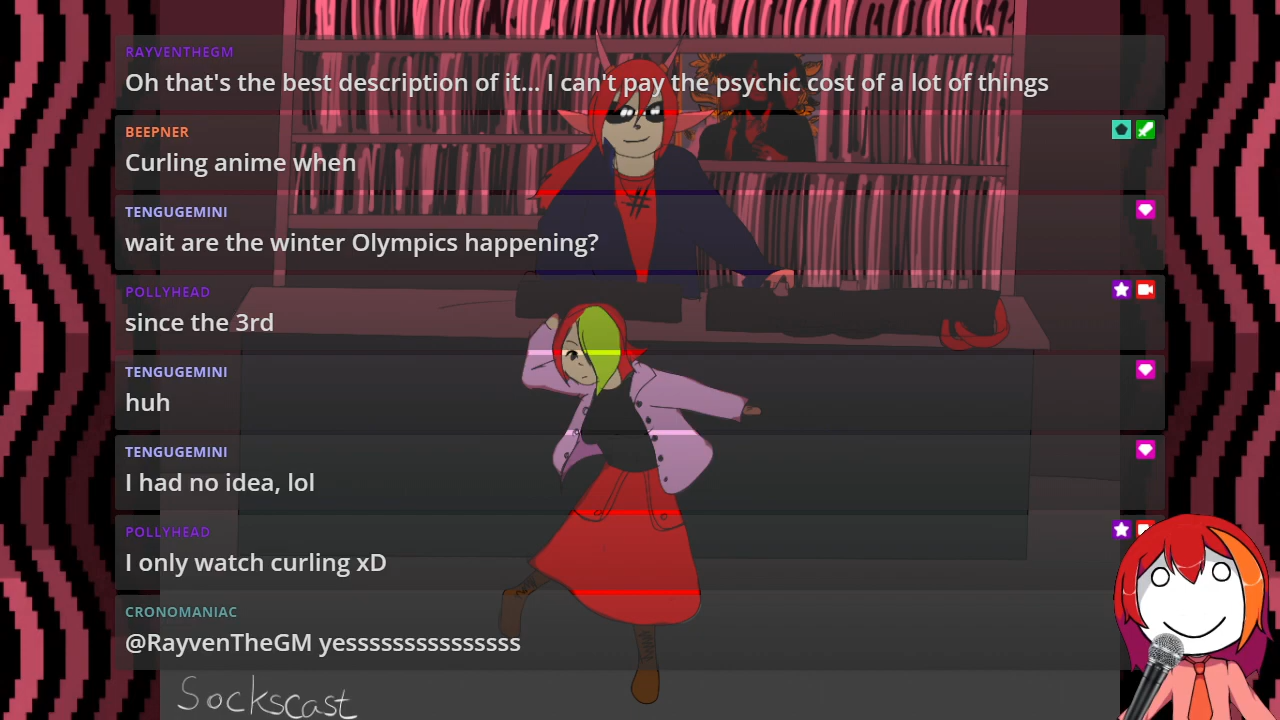 RAYVENTHEGM
Oh that's the best description of it... I can't pay the psychic cost of a lot of things
BEEPNER
Curling anime when
TENGUGEMINI
wait are the winter Olympics happening?
POLLYHEAD
since the 3rd
TENGUGEMINI
huh
TENGUGEMINI
I had no idea, lol
POLLYHEAD
I only watch curling xD
CRONOMANIAC
@RayvenTheGM yesssssssssssssss
Sockscast